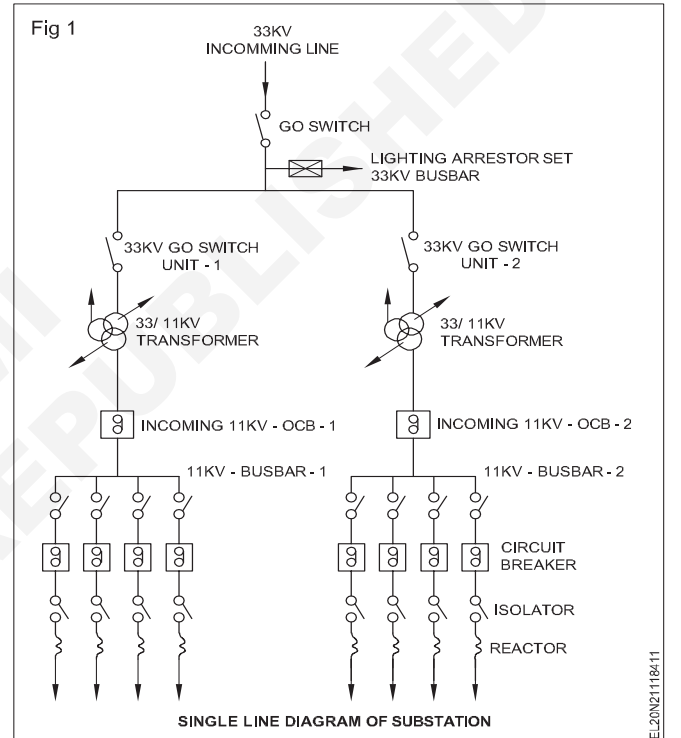 Fig 1
33KV
INCOMMING LINE
GO SWITCH
LIGHTING ARRESTOR SET
33KV BUSBAR
33KV GO SWITCH
UNIT - 1
33KV GO SWITCH
UNIT - 2
33/ 11KV
TRANSFORMER
33/ 11KV
TRANSFORMER
INCOMING 11KV - OCB - 1
INCOMING 11KV - OCB - 2
11KV - BUSBAR - 1
11KV - BUSBAR - 2
CIRCUIT
BREAKER
ISOLATOR
REACTOR
SINGLE LINE DIAGRAM OF SUBSTATION
EL20N21118411
REPUBLISHED